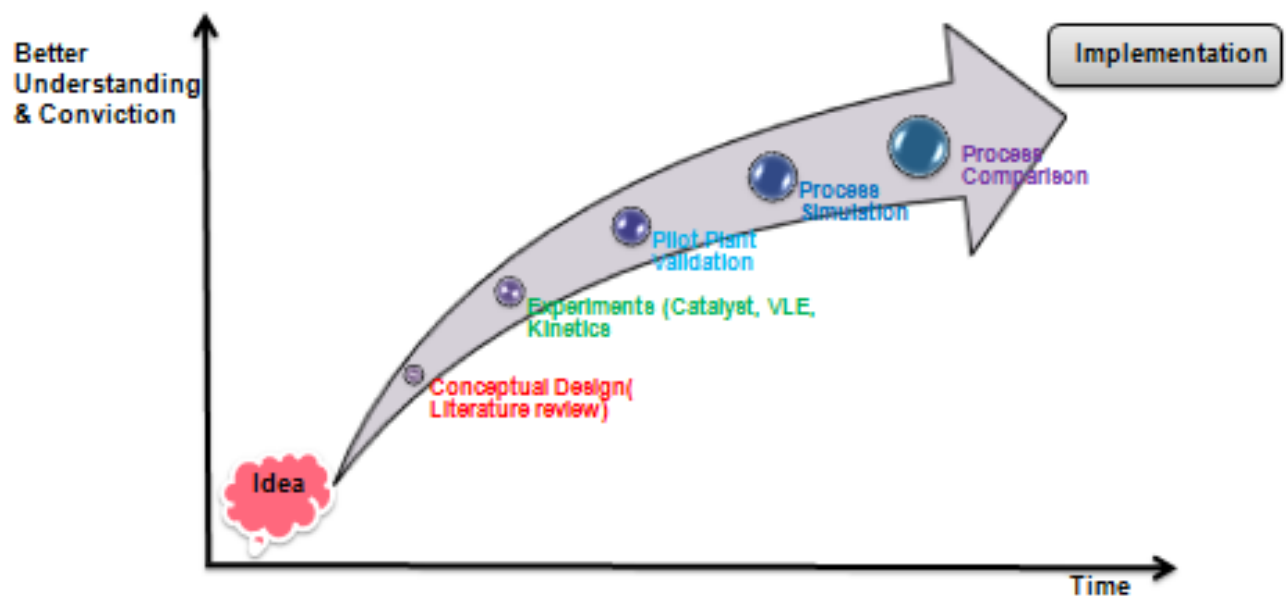 Better
Understanding
& Conviction
Implementation
Process
Comparison
Process
Simulation
Pilot Plant
Validation
Experiments (Catalyst, VLE,
Kinetics
Conceptual Design(
Literature review)
Idea
Time